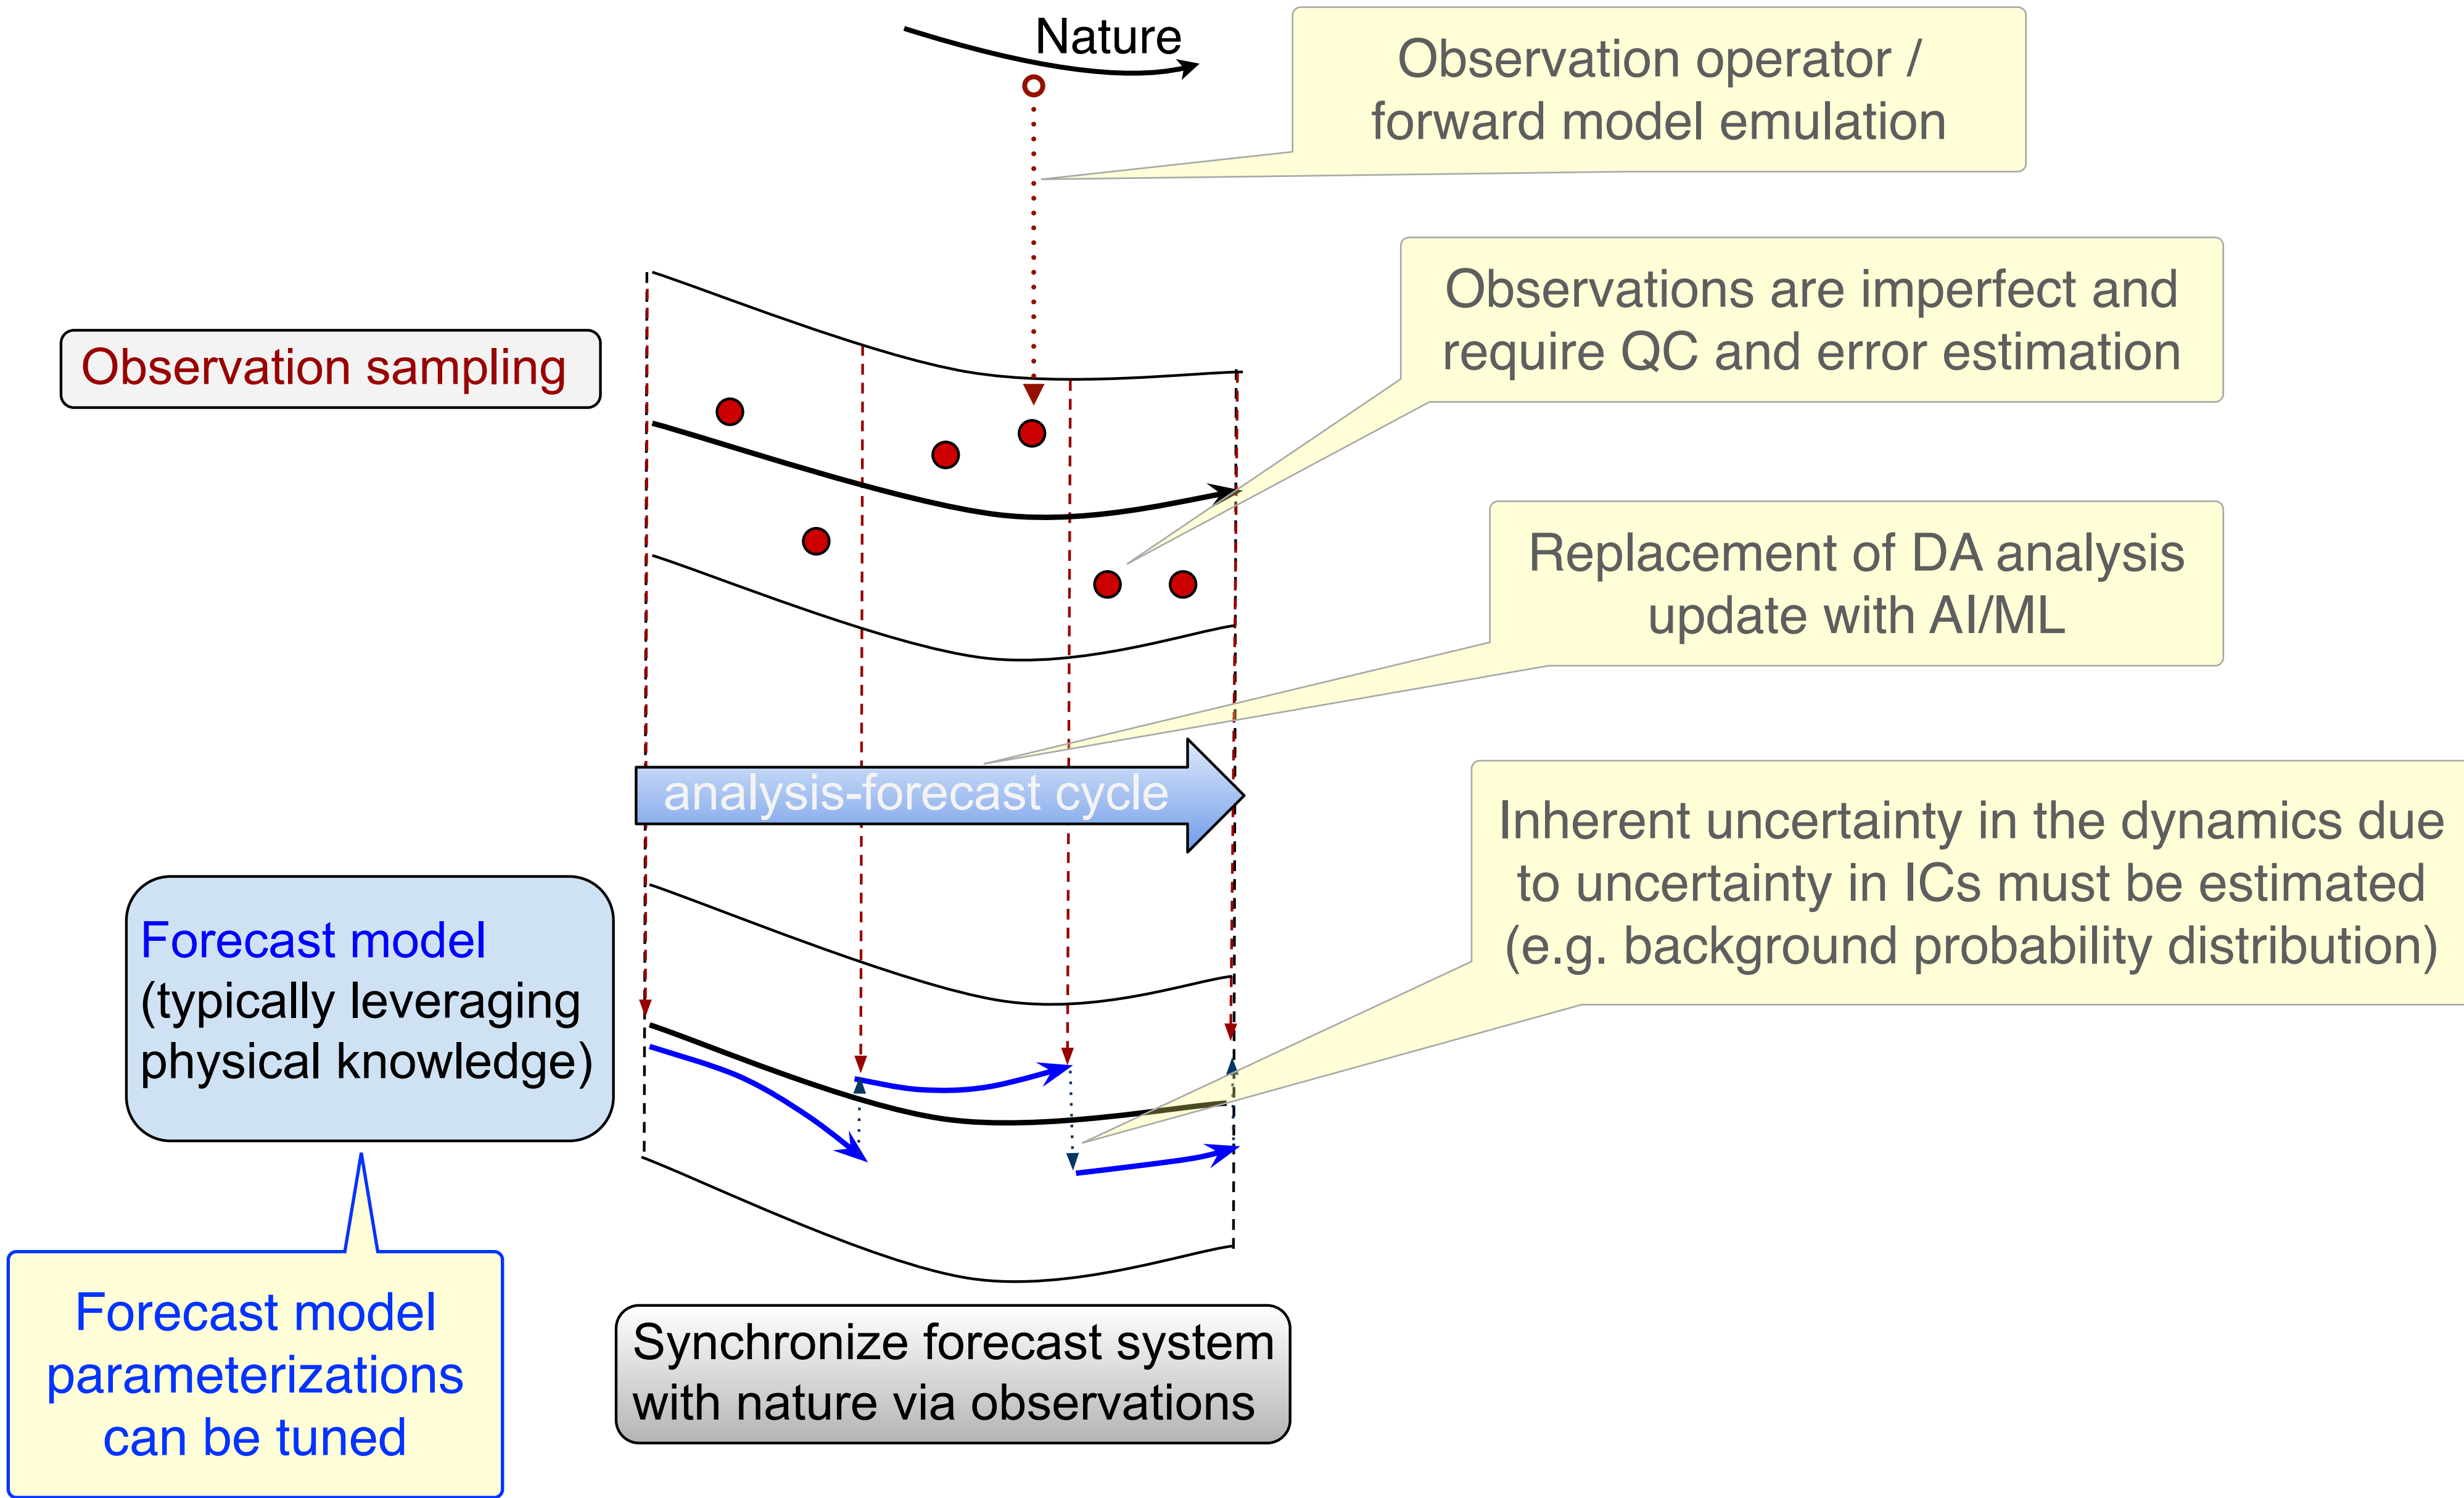 Nature
Observation operator /
forward model emulation
Observation sampling
Observations are imperfect and
require QC and error estimation
Replacement of DA analysis
update with AI/ML
analysis-forecast cycle
Inherent uncertainty in the dynamics due
to uncertainty in ICs must be estimated
(e.g. background probability distribution)
Forecast model
(typically leveraging
physical knowledge)
Forecast model
parameterizations
can be tuned
Synchronize forecast system
with nature via observations